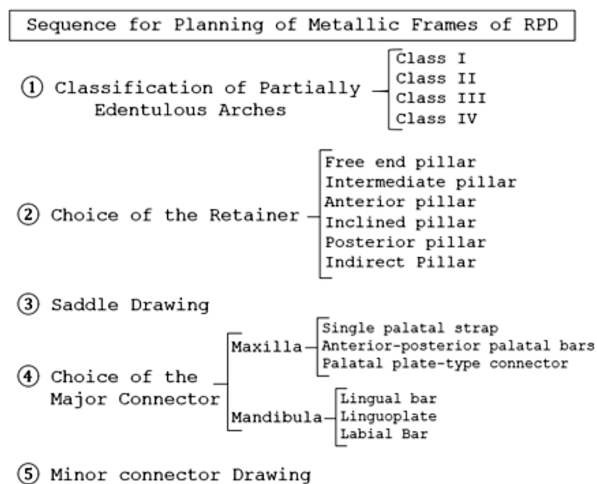 Sequence for Planning of Metallic Frames of RPD
① Classification of Partially
Edentulous Arches
Class I
Class II
Class III
Class IV
② Choice of the Retainer
Free end pillar
Intermediate pillar
Anterior pillar
Inclined pillar
Posterior pillar
Indirect Pillar
③ Saddle Drawing
④ Choice of the
Major Connector
Maxilla
Single palatal strap
Anterior-posterior palatal bars
Palatal plate-type connector
Mandibula
Lingual bar
Linguoplate
Labial Bar
⑤ Minor connector Drawing